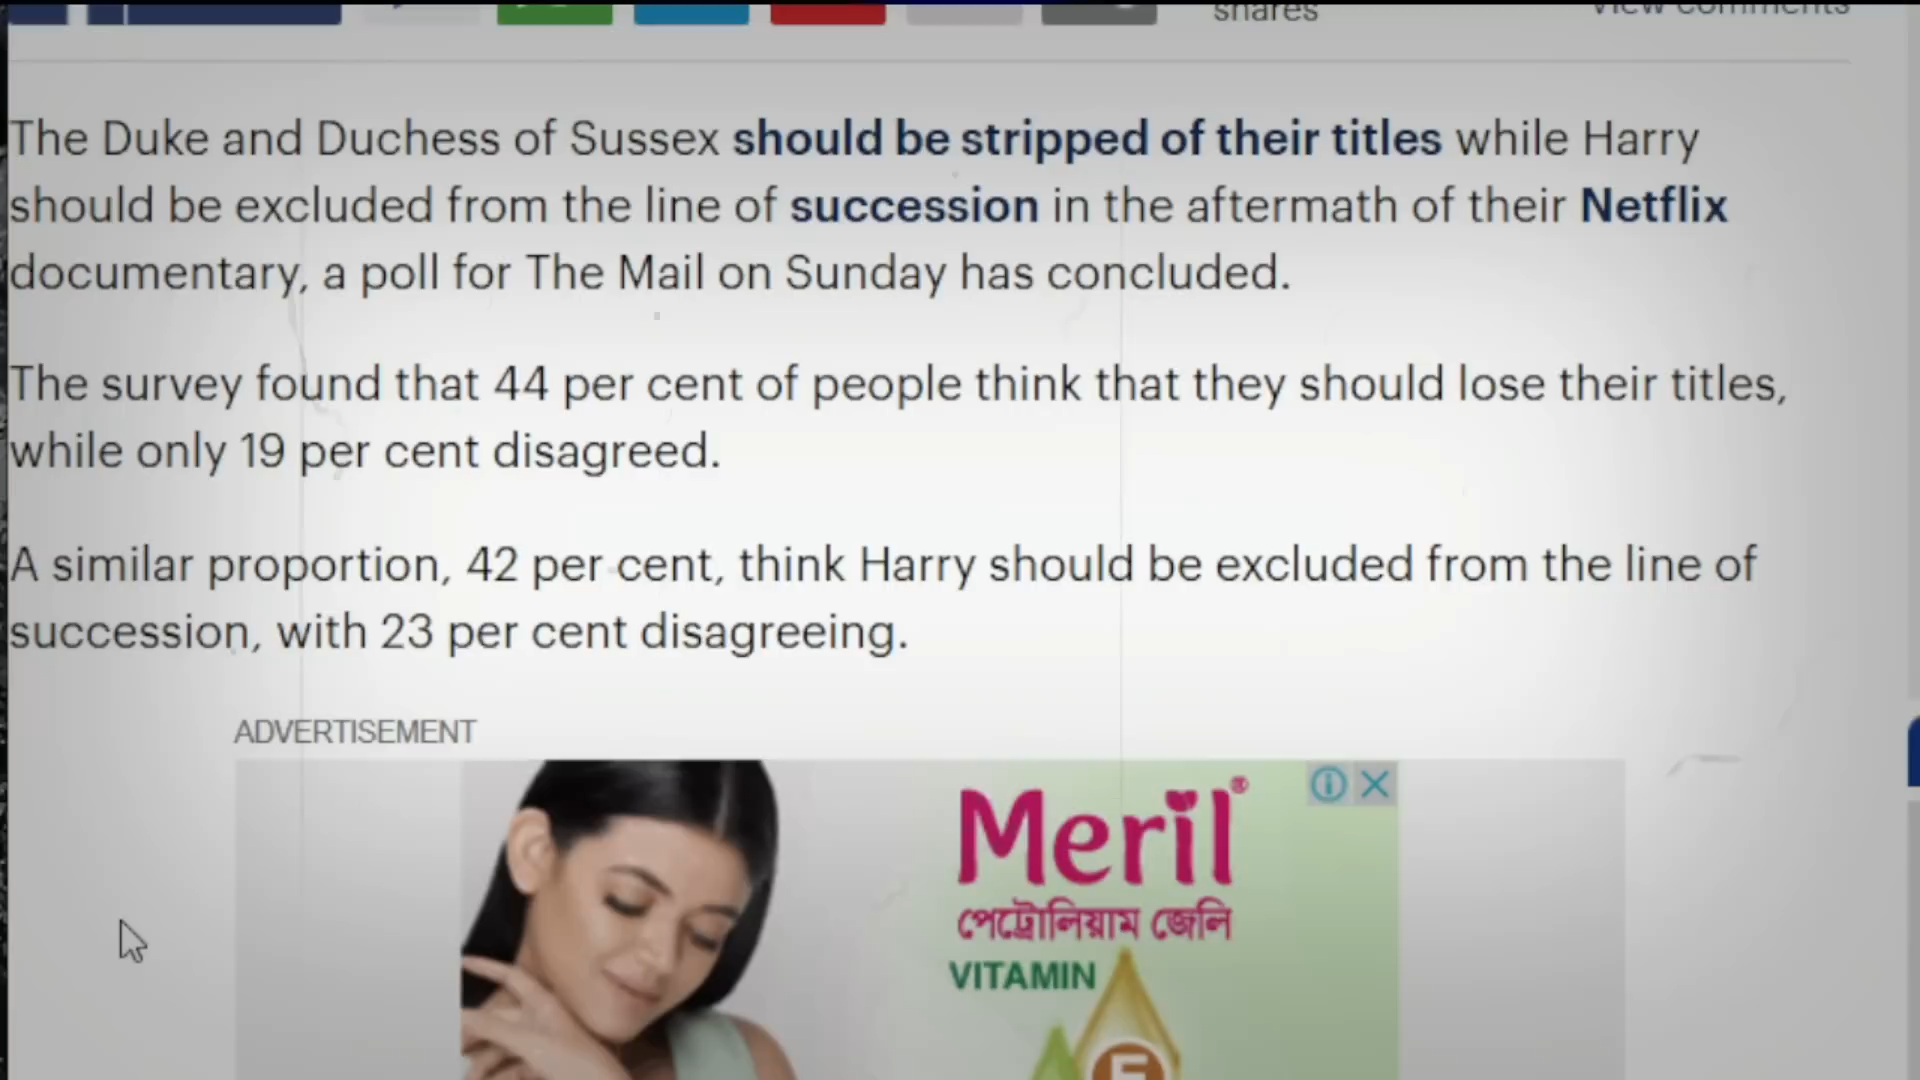 shares
View comments
The Duke and Duchess of Sussex should be stripped of their titles while Harry
should be excluded from the line of succession in the aftermath of their Netflix
documentary, a poll for The Mail on Sunday has concluded.
The survey found that 44 per cent of people think that they should lose their titles,
while only 19 per cent disagreed.
A similar proportion, 42 per cent, think Harry should be excluded from the line of
succession, with 23 per cent disagreeing.
ADVERTISEMENT
Meril®
পেট্রোলিয়াম জেলি
VITAMIN
E